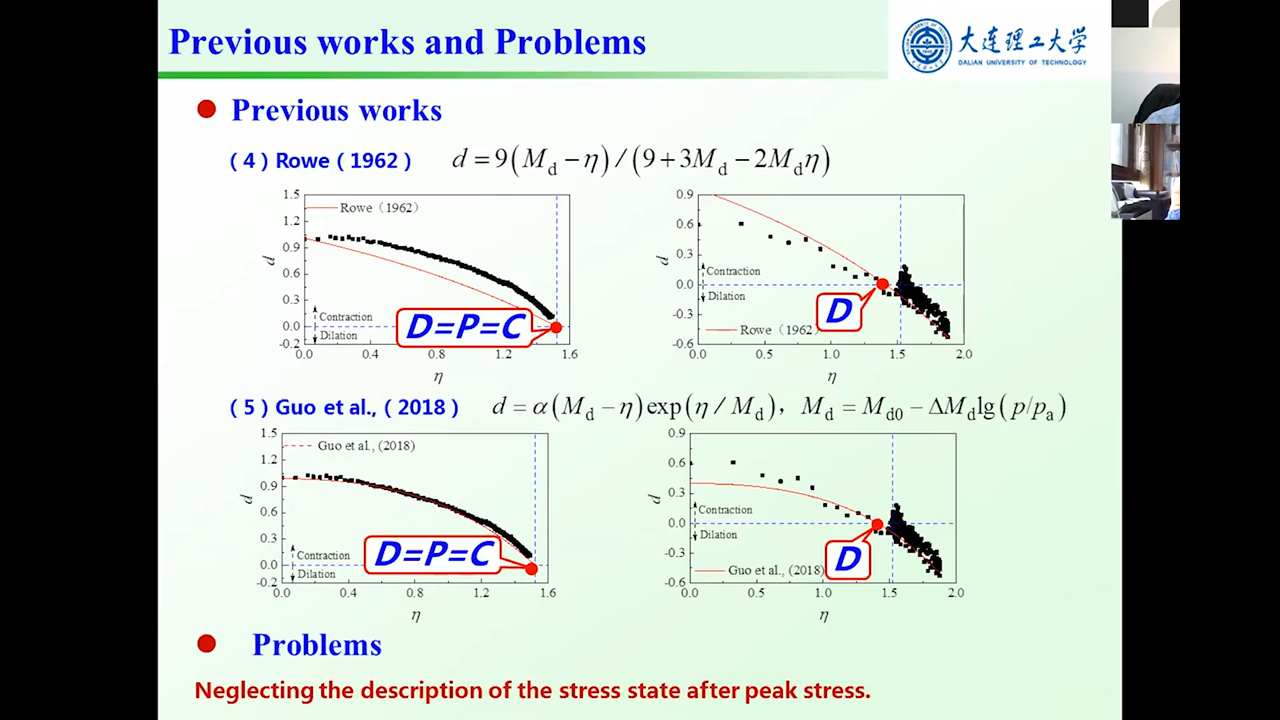 Previous works and Problems
大连理工大学
DALIAN UNIVERSITY OF TECHNOLOGY
Previous works
(4) Rowe (1962) d = 9(M_d − η) / (9 + 3M_d − 2M_dη)
1.5
1.2
0.9
0.6
0.3
0.0
-0.2
d
Rowe (1962)
Contraction
Dilation
D=P=C
0.0 0.4 0.8 1.2 1.6
η
0.9
0.6
0.3
0.0
-0.3
-0.6
d
Contraction
Dilation
D
Rowe (1962)
0.0 0.5 1.0 1.5 2.0
η
(5) Guo et al., (2018) d = α(M_d − η)exp(η / M_d), M_d = M_d0 − ΔM_d lg(p/p_a)
1.5
1.2
0.9
0.6
0.3
0.0
-0.2
d
Guo et al., (2018)
Contraction
Dilation
D=P=C
0.0 0.4 0.8 1.2 1.6
η
0.9
0.6
0.3
0.0
-0.3
-0.6
d
Contraction
Dilation
D
Guo et al., (2018)
0.0 0.5 1.0 1.5 2.0
η
Problems
Neglecting the description of the stress state after peak stress.